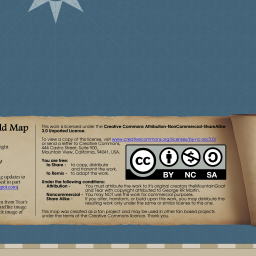 ld Map
This work is licensed under the Creative Commons Attribution-NonCommercial-ShareAlike
3.0 Unported License.
To view a copy of this license, visit www.creativecommons.org/licenses/by-nc-sa/3.0/
or send a letter to Creative Commons,
444 Castro Street, Suite 900,
Mountain View, California, 94041, USA.
You are free:
to Share - to copy, distribute
and transmit the work.
to Remix - to adapt the work.
Under the following conditions:
Attribution - You must attribute the work to it's original creators theMountainGoat
and Tear with copyright attributed to George RR Martin.
Noncommercial - You may NOT use the work for commercial purposes.
Share Alike - If you alter, transform, or build upon this work, you may distribute the
resulting work only under the same or similar license to this one.
This map was created as a fan project and may be used in other fan based projects
under the terms of the Creative Commons license. Thank you.
cc
BY NC SA